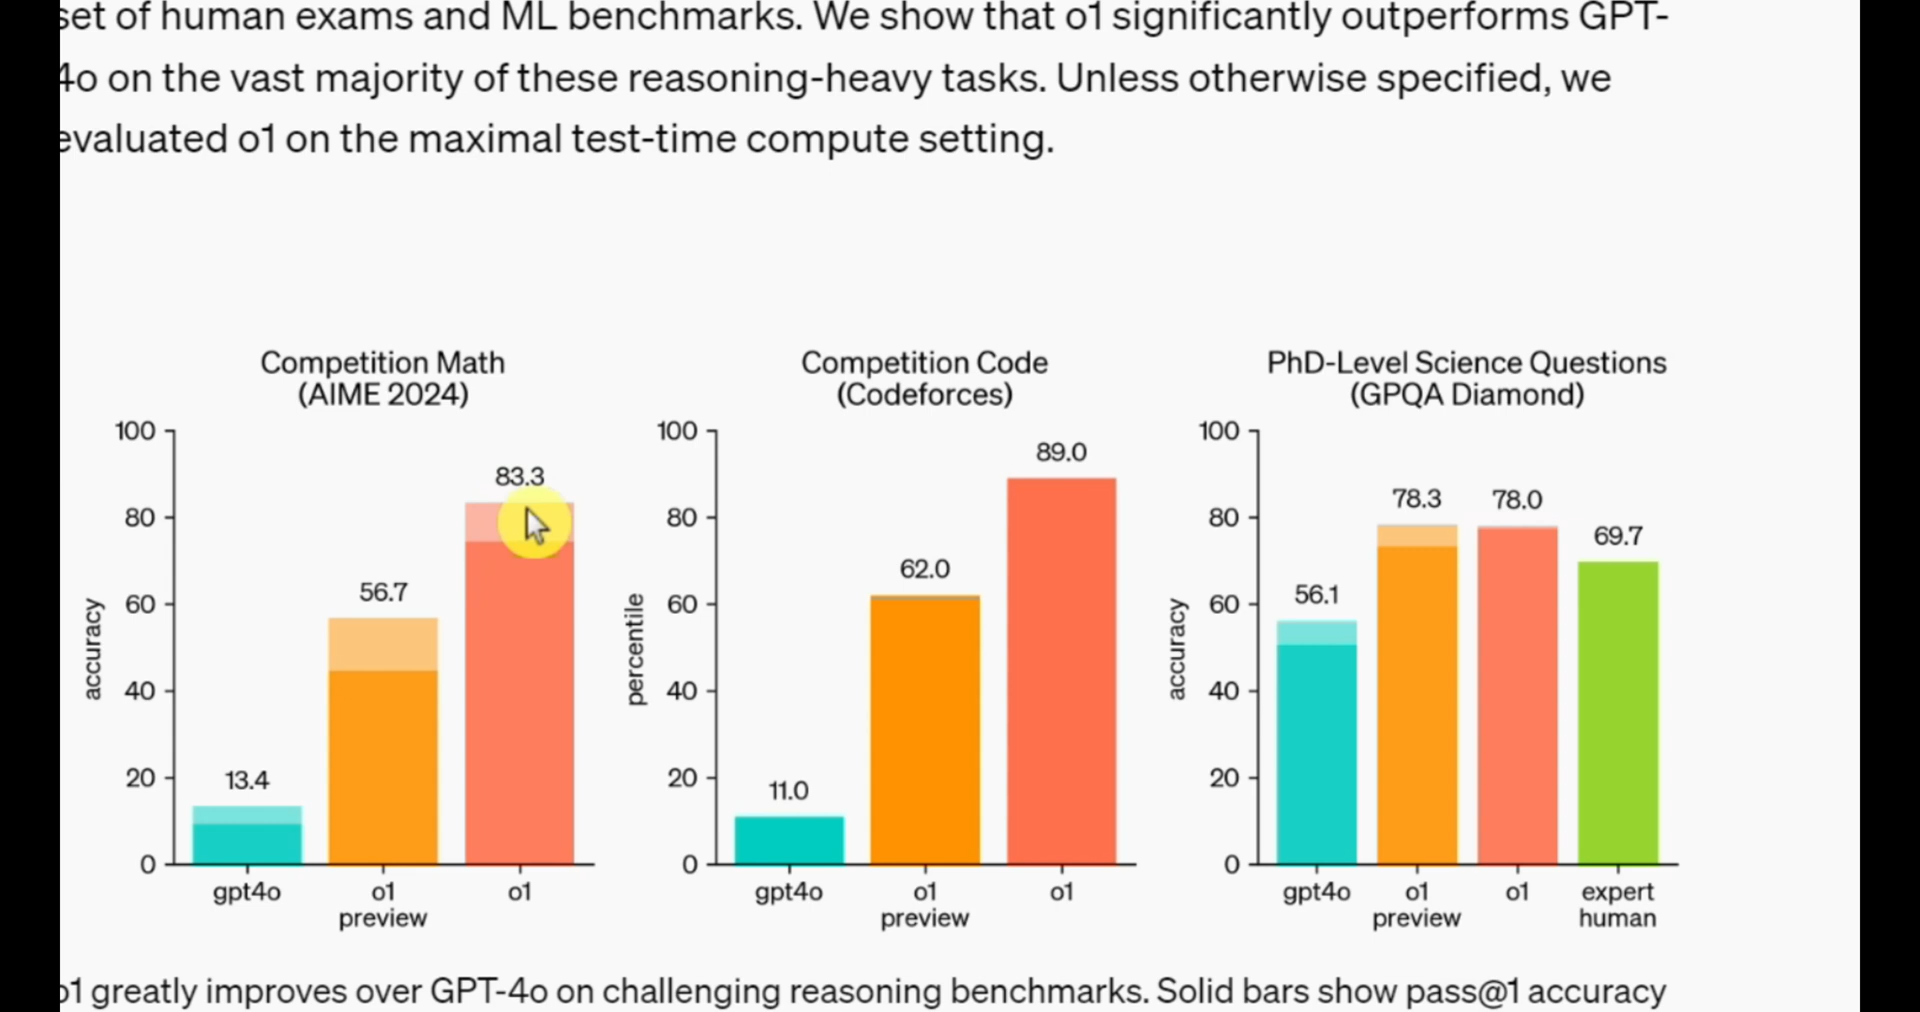 set of human exams and ML benchmarks. We show that o1 significantly outperforms GPT-
4o on the vast majority of these reasoning-heavy tasks. Unless otherwise specified, we
evaluated o1 on the maximal test-time compute setting.
Competition Math
(AIME 2024)
100
80
60
40
20
0
accuracy
13.4
56.7
83.3
gpt4o
o1
preview
o1
Competition Code
(Codeforces)
100
80
60
40
20
0
percentile
11.0
62.0
89.0
gpt4o
o1
preview
o1
PhD-Level Science Questions
(GPQA Diamond)
100
80
60
40
20
0
accuracy
56.1
78.3
78.0
69.7
gpt4o
o1
preview
o1
expert
human
o1 greatly improves over GPT-4o on challenging reasoning benchmarks. Solid bars show pass@1 accuracy